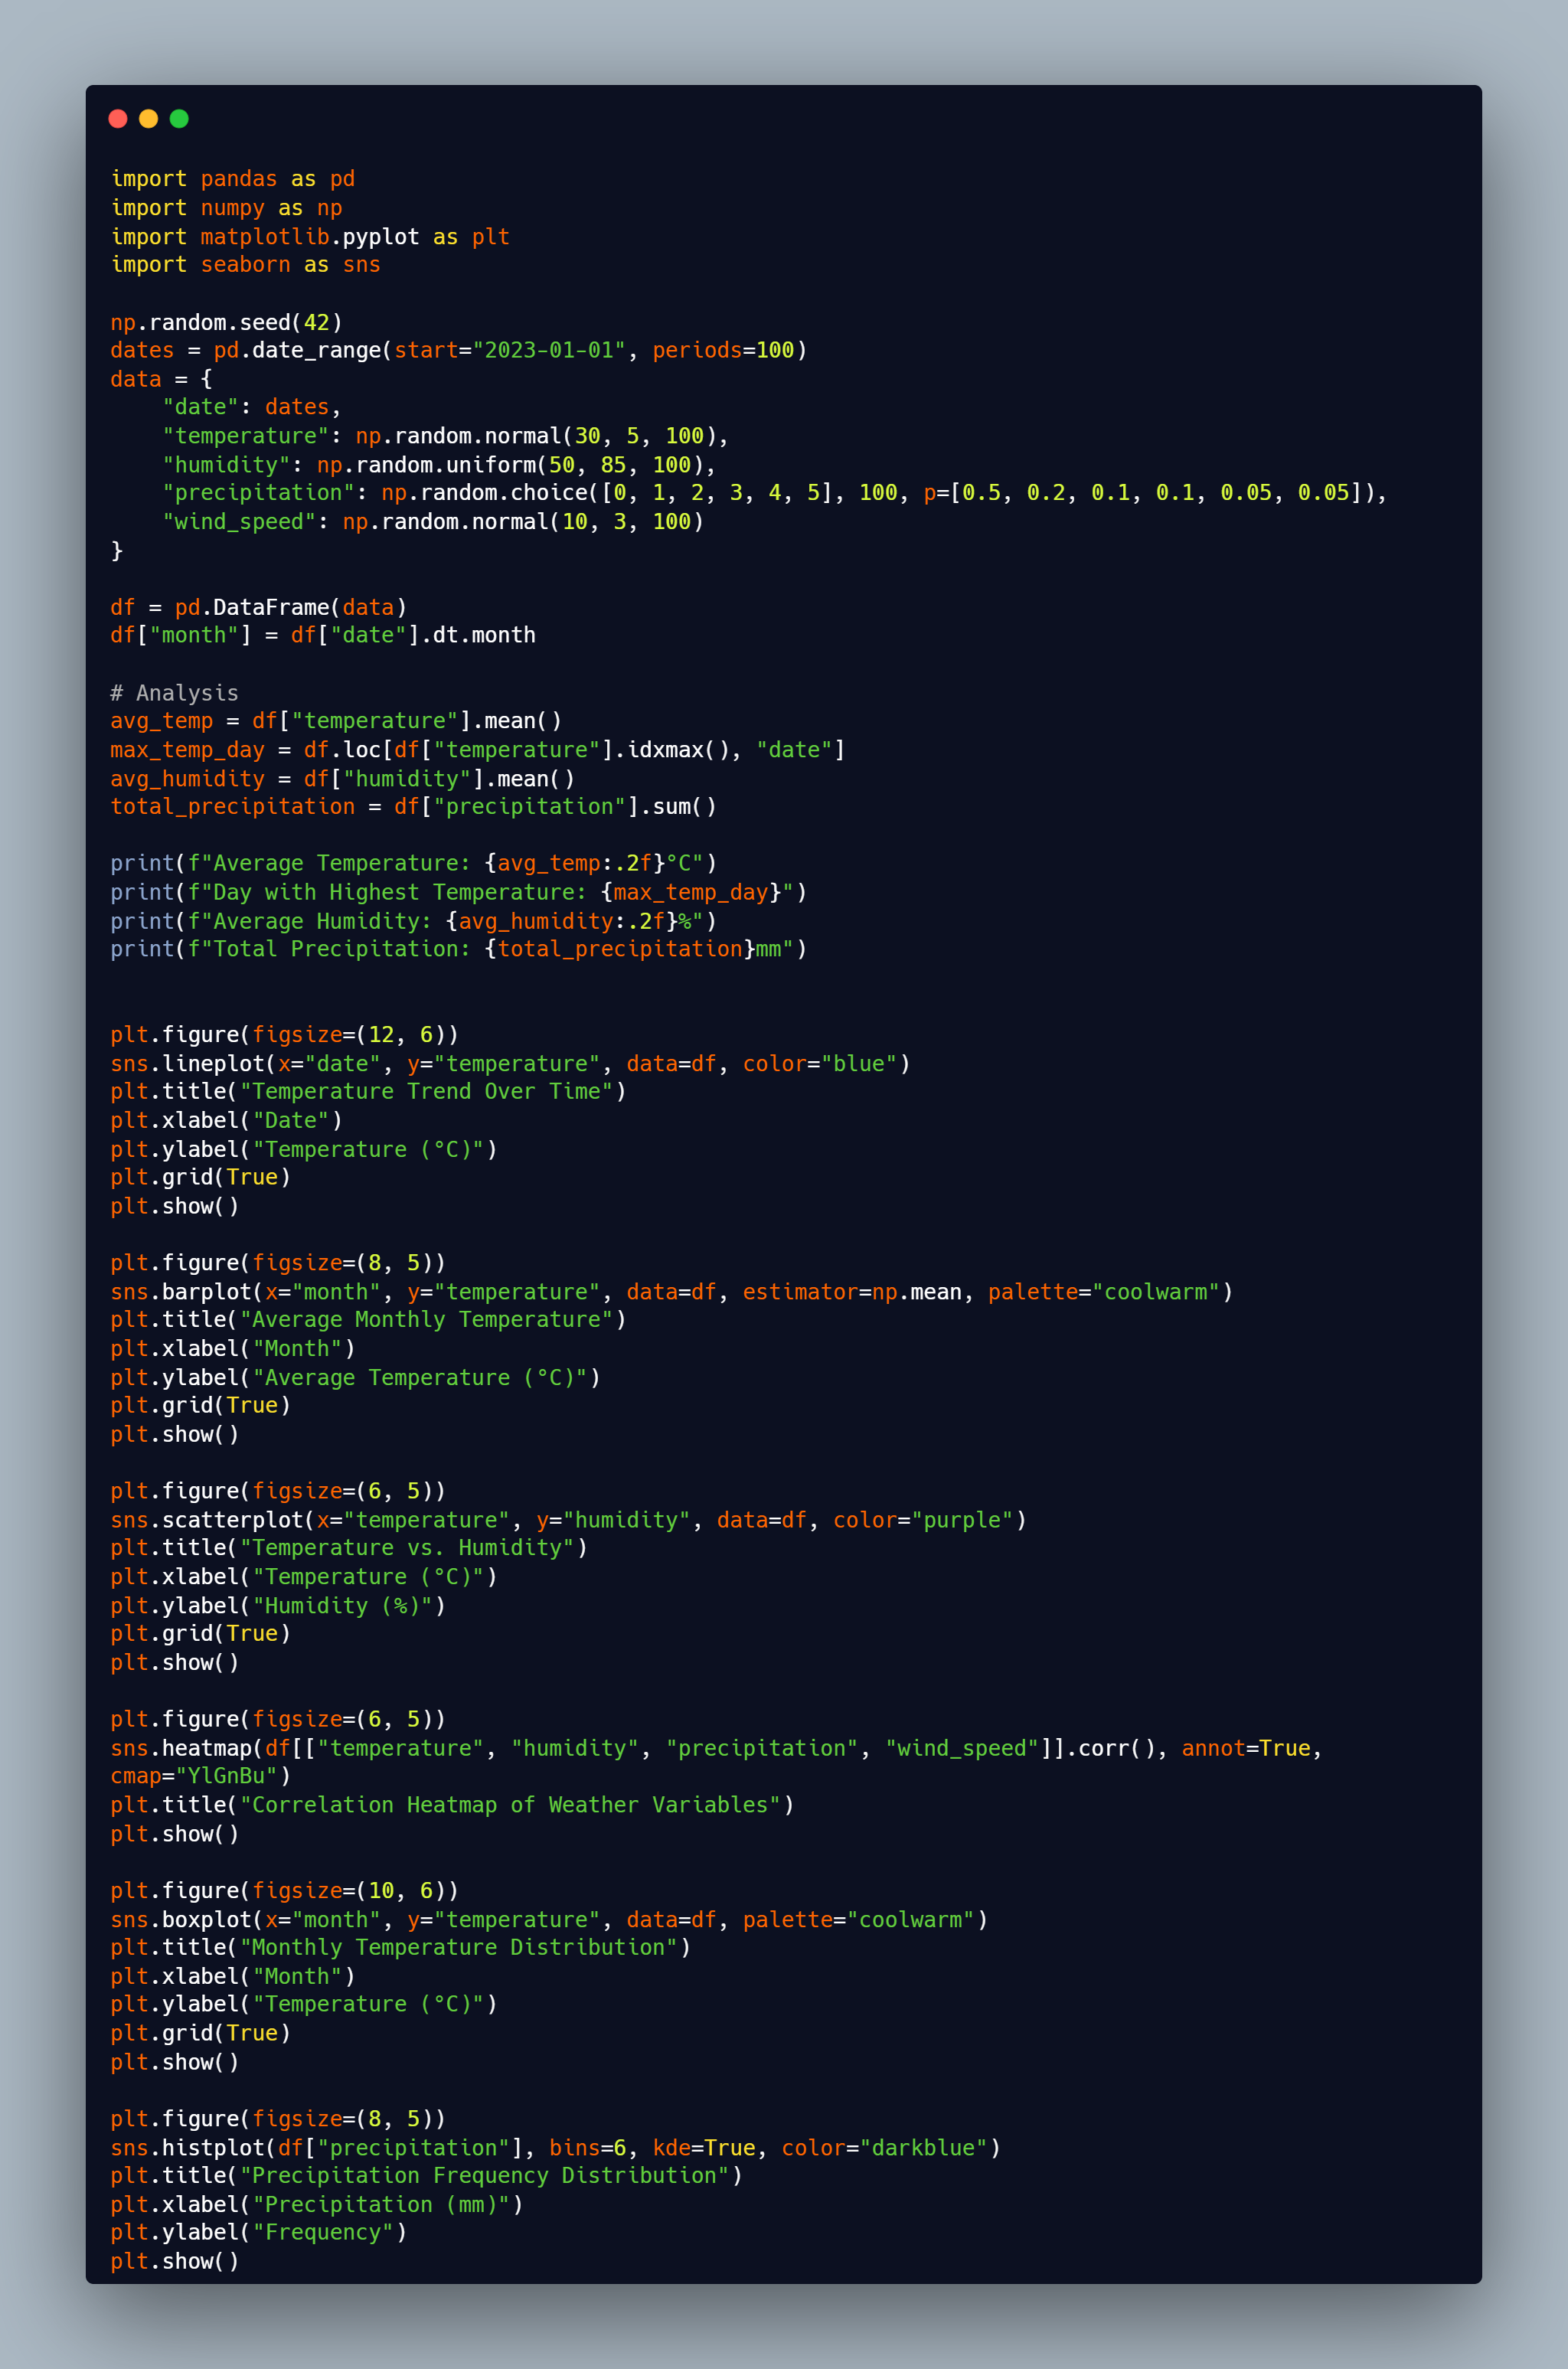 import pandas as pd
import numpy as np
import matplotlib.pyplot as plt
import seaborn as sns

np.random.seed(42)
dates = pd.date_range(start="2023-01-01", periods=100)
data = {
    "date": dates,
    "temperature": np.random.normal(30, 5, 100),
    "humidity": np.random.uniform(50, 85, 100),
    "precipitation": np.random.choice([0, 1, 2, 3, 4, 5], 100, p=[0.5, 0.2, 0.1, 0.1, 0.05, 0.05]),
    "wind_speed": np.random.normal(10, 3, 100)
}

df = pd.DataFrame(data)
df["month"] = df["date"].dt.month

# Analysis
avg_temp = df["temperature"].mean()
max_temp_day = df.loc[df["temperature"].idxmax(), "date"]
avg_humidity = df["humidity"].mean()
total_precipitation = df["precipitation"].sum()

print(f"Average Temperature: {avg_temp:.2f}°C")
print(f"Day with Highest Temperature: {max_temp_day}")
print(f"Average Humidity: {avg_humidity:.2f}%")
print(f"Total Precipitation: {total_precipitation}mm")


plt.figure(figsize=(12, 6))
sns.lineplot(x="date", y="temperature", data=df, color="blue")
plt.title("Temperature Trend Over Time")
plt.xlabel("Date")
plt.ylabel("Temperature (°C)")
plt.grid(True)
plt.show()

plt.figure(figsize=(8, 5))
sns.barplot(x="month", y="temperature", data=df, estimator=np.mean, palette="coolwarm")
plt.title("Average Monthly Temperature")
plt.xlabel("Month")
plt.ylabel("Average Temperature (°C)")
plt.grid(True)
plt.show()

plt.figure(figsize=(6, 5))
sns.scatterplot(x="temperature", y="humidity", data=df, color="purple")
plt.title("Temperature vs. Humidity")
plt.xlabel("Temperature (°C)")
plt.ylabel("Humidity (%)")
plt.grid(True)
plt.show()

plt.figure(figsize=(6, 5))
sns.heatmap(df[["temperature", "humidity", "precipitation", "wind_speed"]].corr(), annot=True,
cmap="YlGnBu")
plt.title("Correlation Heatmap of Weather Variables")
plt.show()

plt.figure(figsize=(10, 6))
sns.boxplot(x="month", y="temperature", data=df, palette="coolwarm")
plt.title("Monthly Temperature Distribution")
plt.xlabel("Month")
plt.ylabel("Temperature (°C)")
plt.grid(True)
plt.show()

plt.figure(figsize=(8, 5))
sns.histplot(df["precipitation"], bins=6, kde=True, color="darkblue")
plt.title("Precipitation Frequency Distribution")
plt.xlabel("Precipitation (mm)")
plt.ylabel("Frequency")
plt.show()